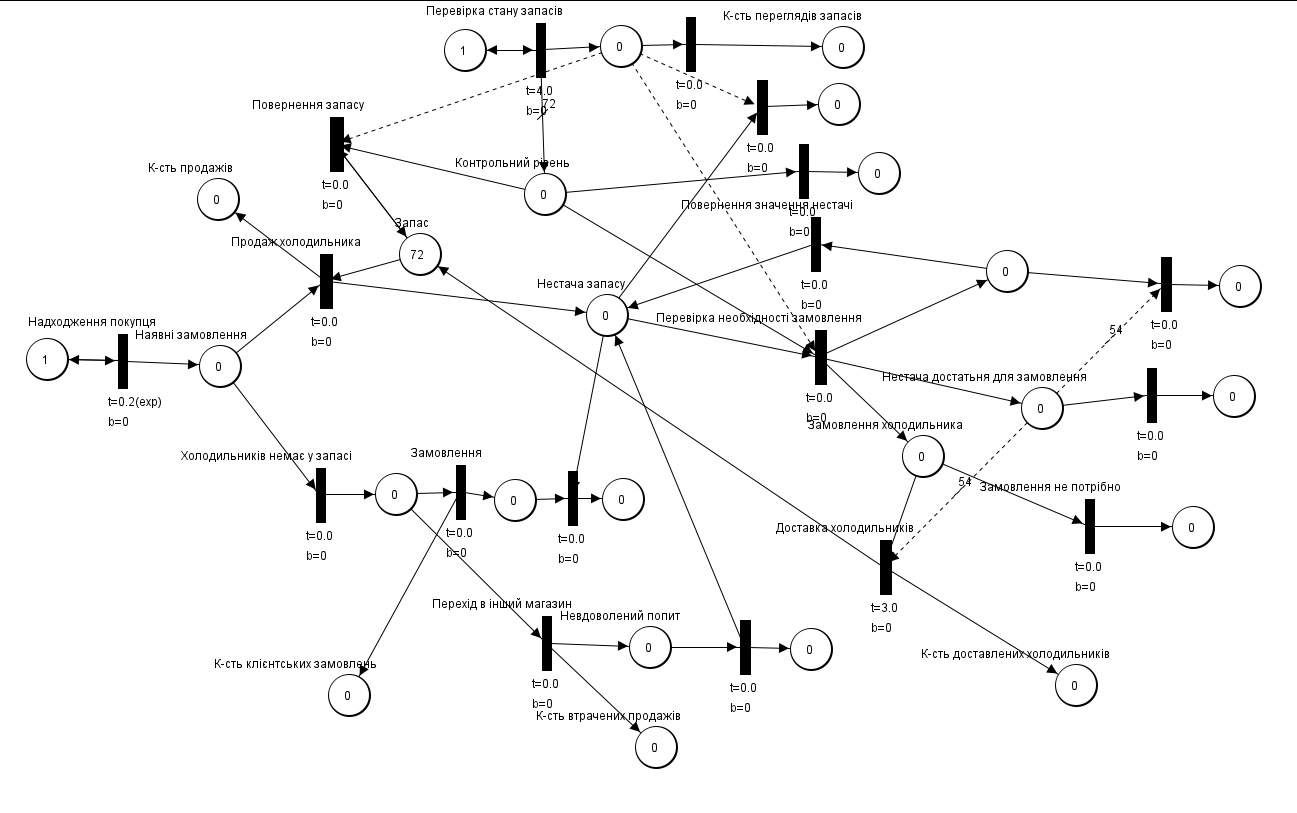 Перевірка стану запасів
К-сть переглядів запасів
1
0
0
t=4.0
b=0
72
t=0.0
b=0
0
Повернення запасу
t=0.0
b=0
t=0.0
b=0
К-сть продажів
0
Контрольний рівень
0
0
t=0.0
b=0
Повернення значення нестачі
Запас
72
Продаж холодильника
t=0.0
b=0
t=0.0
b=0
0
0
t=0.0
b=0
Нестача запасу
0
Перевірка необхідності замовлення
t=0.0
b=0
54
Надходження покупця
Наявні замовлення
1
0
t=0.2(exp)
b=0
Нестача достатнья для замовлення
0
0
t=0.0
b=0
Замовлення холодильника
0
54
Замовлення не потрібно
0
t=0.0
b=0
Холодильників немає у запасі
Замовлення
0
0
0
t=0.0
b=0
t=0.0
b=0
t=0.0
b=0
Доставка холодильників
t=3.0
b=0
Перехід в інший магазин
Невдоволений попит
0
0
t=0.0
b=0
t=0.0
b=0
К-сть клієнтських замовлень
0
К-сть доставлених холодильників
0
К-сть втрачених продажів
0